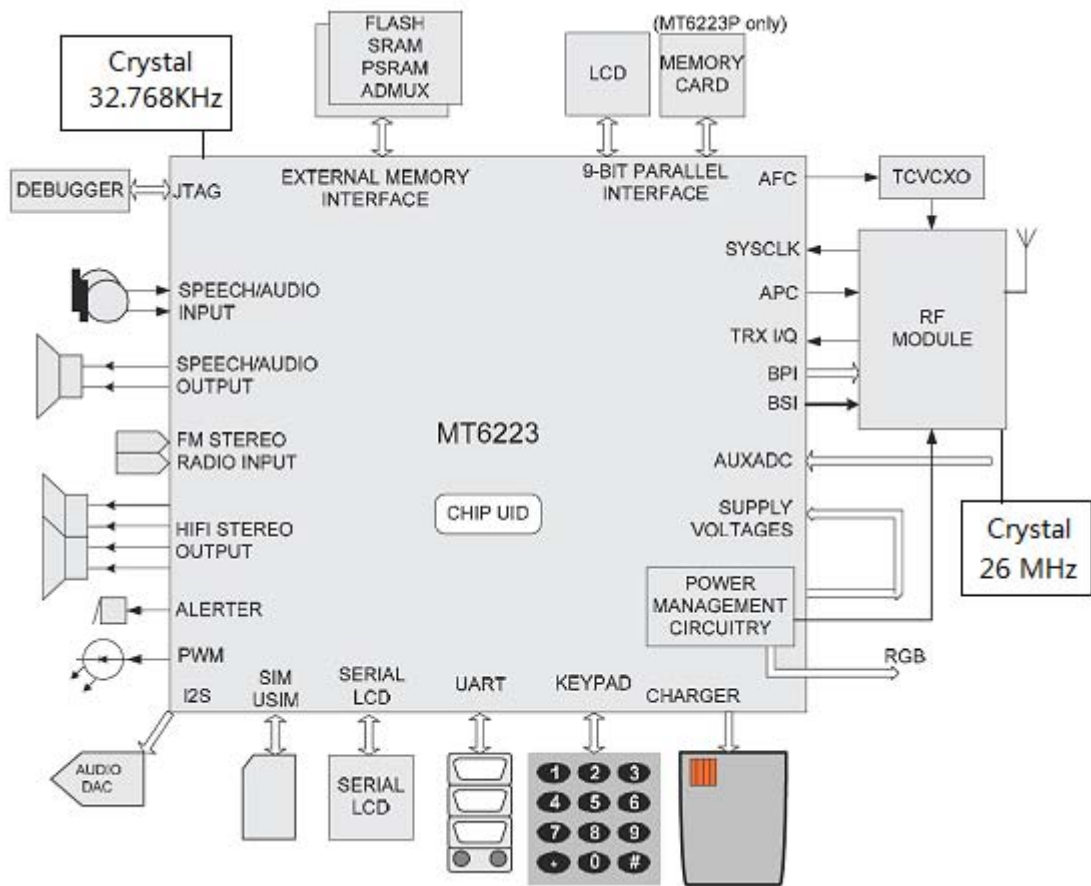 (MT6223P only)
Crystal
32.768KHz
FLASH
SRAM
PSRAM
ADMUX
LCD
MEMORY
CARD
DEBUGGER
JTAG
EXTERNAL MEMORY
INTERFACE
9-BIT PARALLEL
INTERFACE
AFC
TCVCXO
SYSCLK
APC
TRX I/Q
BPI
BSI
RF
MODULE
SPEECH/AUDIO
INPUT
SPEECH/AUDIO
OUTPUT
FM STEREO
RADIO INPUT
MT6223
AUXADC
CHIP UID
SUPPLY
VOLTAGES
Crystal
26 MHz
HIFI STEREO
OUTPUT
POWER
MANAGEMENT
CIRCUITRY
ALERTER
PWM
RGB
I2S
SIM
USIM
SERIAL
LCD
UART
KEYPAD
CHARGER
AUDIO
DAC
SERIAL
LCD
1 2 3
4 5 6
7 8 9
0 #